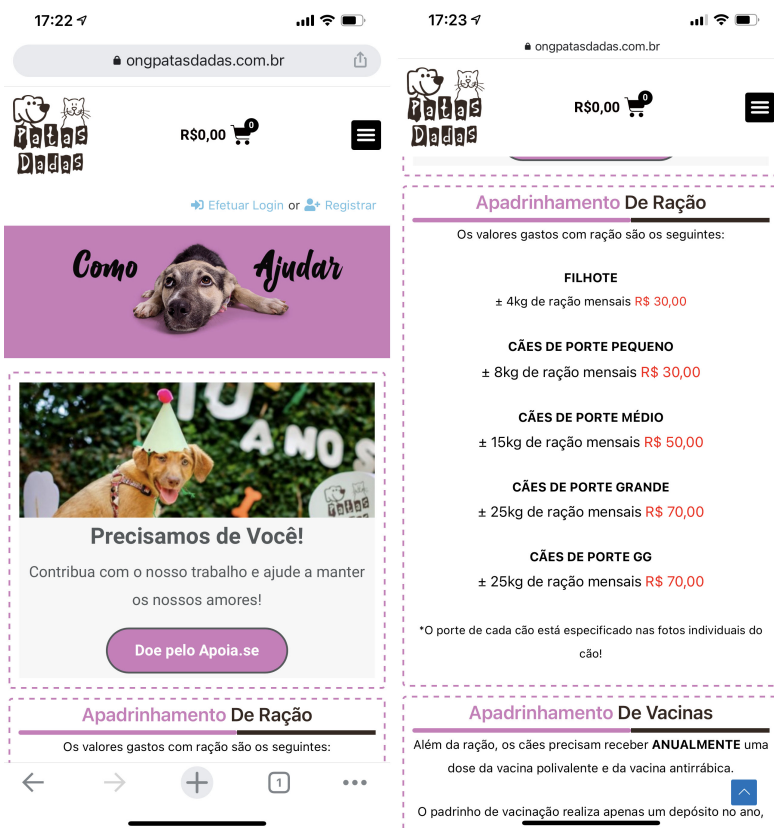 17:22
ongpatasdadas.com.br
Patas
Dadas
R$0,00
0
Efetuar Login or Registrar
Como Ajudar
10
ANOS
PATAS
DADAS
Precisamos de Você!
Contribua com o nosso trabalho e ajude a manter
os nossos amores!
Doe pelo Apoia.se
Apadrinhamento De Ração
Os valores gastos com ração são os seguintes:
1
17:23
ongpatasdadas.com.br
Patas
Dadas
R$0,00
0
Apadrinhamento De Ração
Os valores gastos com ração são os seguintes:
FILHOTE
± 4kg de ração mensais R$ 30,00
CÃES DE PORTE PEQUENO
± 8kg de ração mensais R$ 30,00
CÃES DE PORTE MÉDIO
± 15kg de ração mensais R$ 50,00
CÃES DE PORTE GRANDE
± 25kg de ração mensais R$ 70,00
CÃES DE PORTE GG
± 25kg de ração mensais R$ 70,00
*O porte de cada cão está especificado nas fotos individuais do
cão!
Apadrinhamento De Vacinas
Além da ração, os cães precisam receber ANUALMENTE uma
dose da vacina polivalente e da vacina antirrábica.
O padrinho de vacinação realiza apenas um depósito no ano,